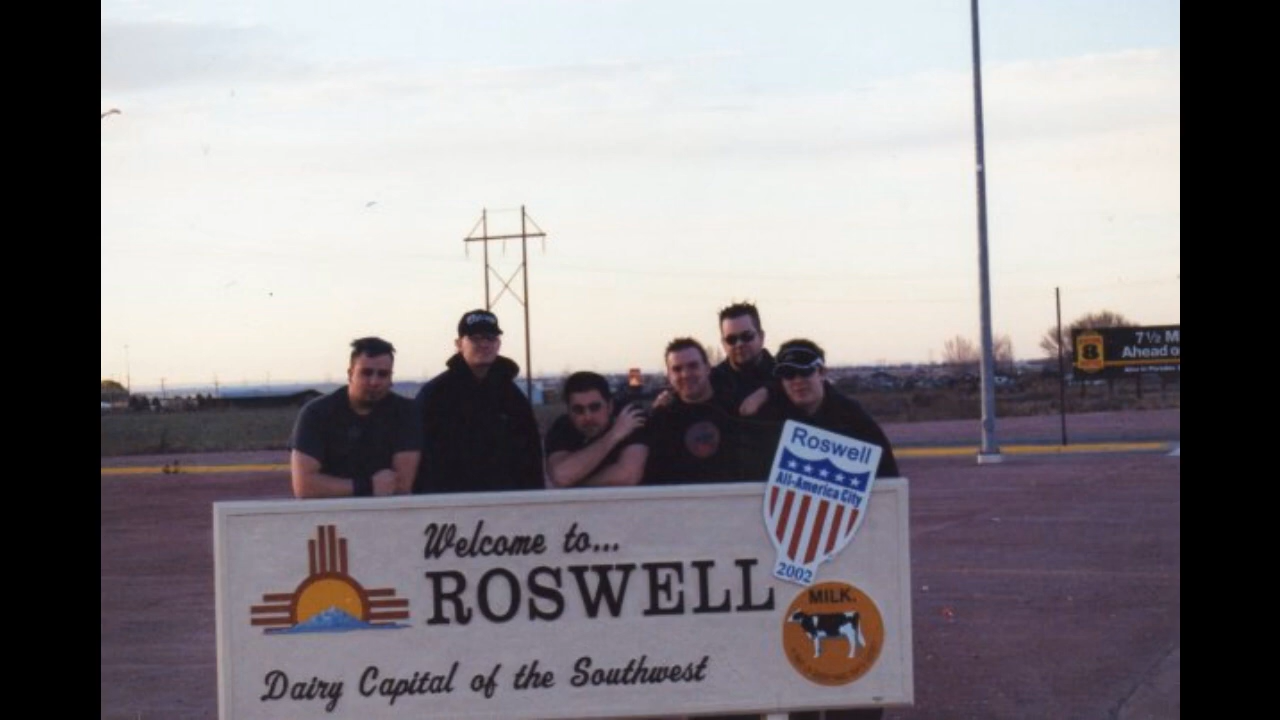 7½ M
8
Ahead o
Roswell
All-America City
2002
Welcome to...
ROSWELL
MILK.
Dairy Capital of the Southwest